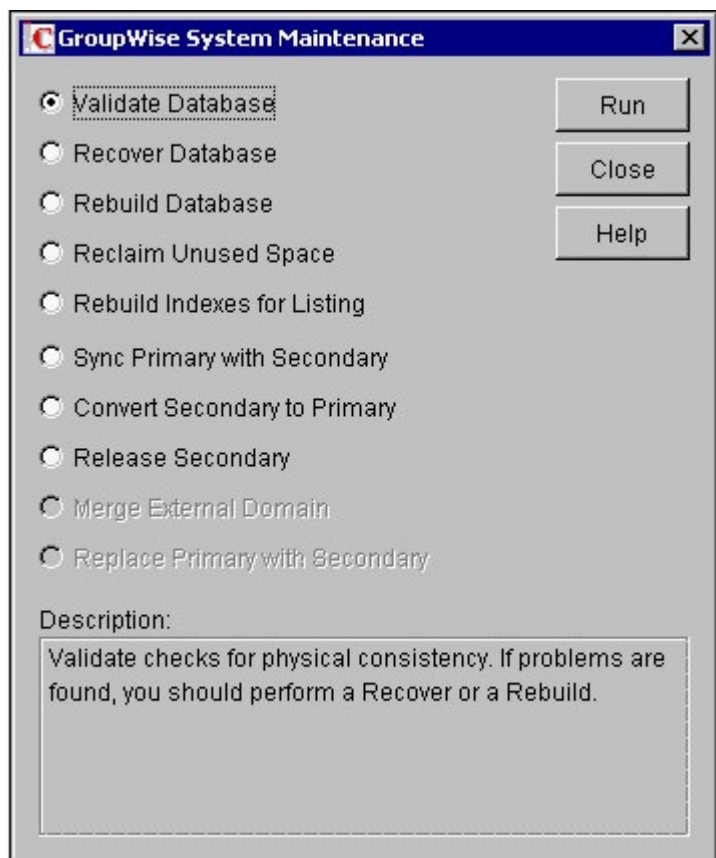 GroupWise System Maintenance
Validate Database
Run
Recover Database
Close
Rebuild Database
Help
Reclaim Unused Space
Rebuild Indexes for Listing
Sync Primary with Secondary
Convert Secondary to Primary
Release Secondary
Merge External Domain
Replace Primary with Secondary
Description:
Validate checks for physical consistency. If problems are
found, you should perform a Recover or a Rebuild.